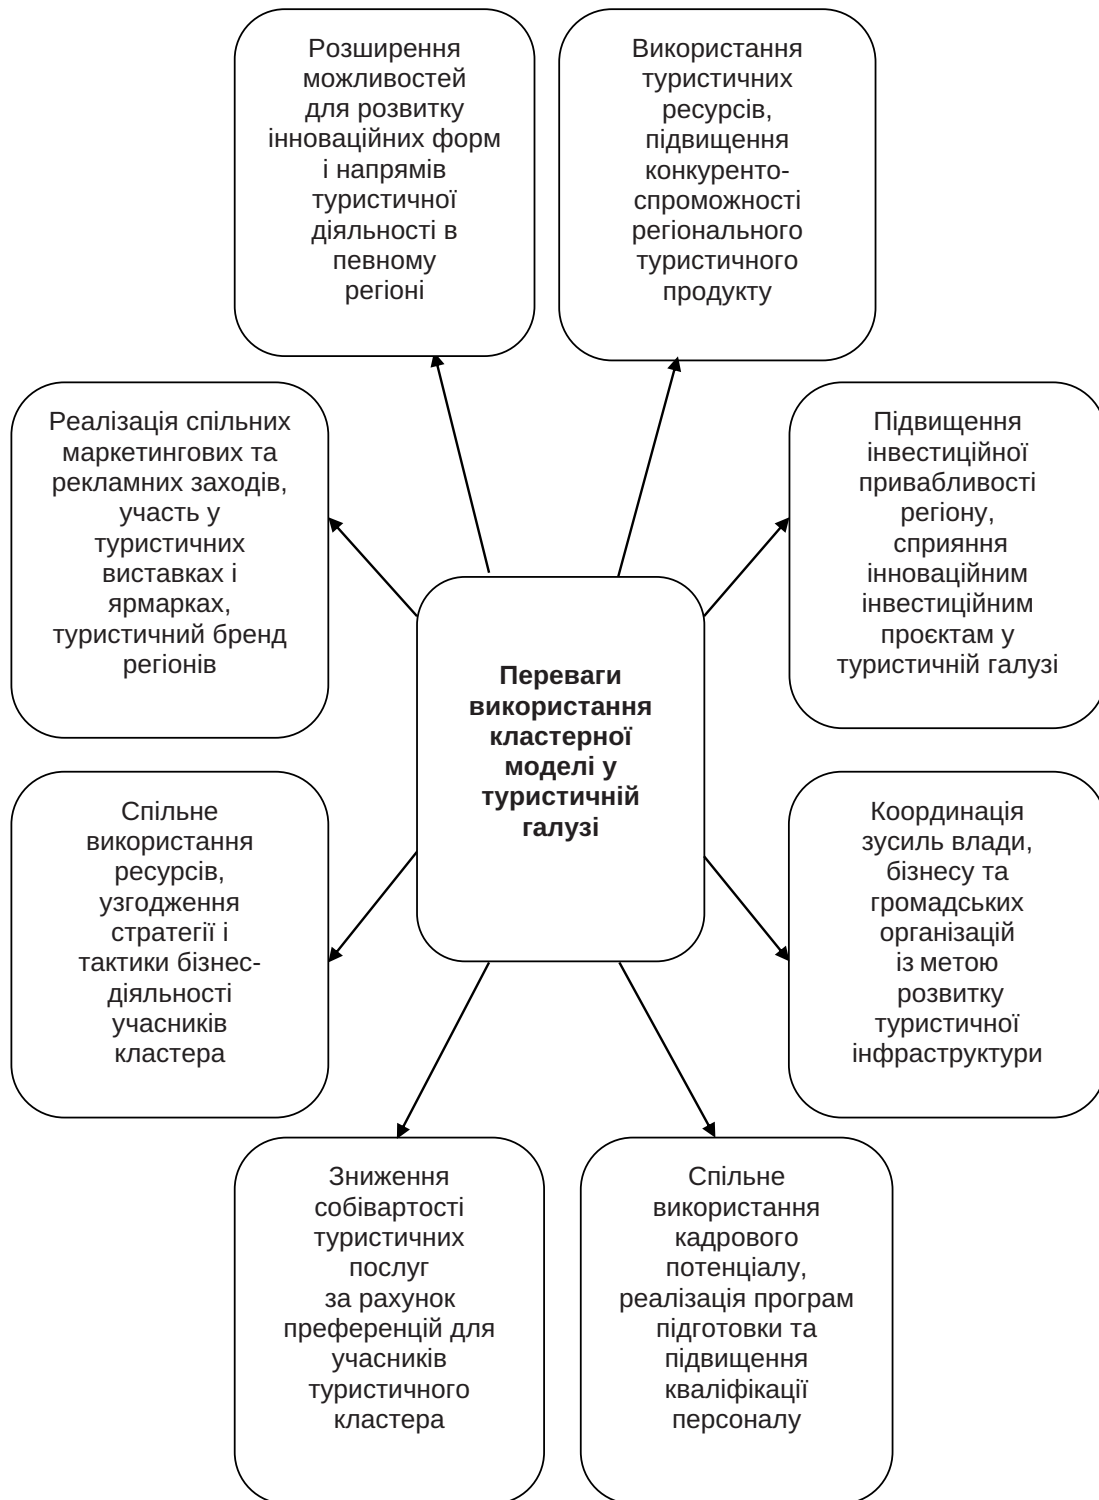 Розширення
можливостей
для розвитку
інноваційних форм
і напрямів
туристичної
діяльності в
певному
регіоні
Використання
туристичних
ресурсів,
підвищення
конкуренто-
спроможності
регіонального
туристичного
продукту
Реалізація спільних
маркетингових та
рекламних заходів,
участь у
туристичних
виставках і
ярмарках,
туристичний бренд
регіонів
Підвищення
інвестиційної
привабливості
регіону,
сприяння
інноваційним
інвестиційним
проєктам у
туристичній галузі
Переваги
використання
кластерної
моделі у
туристичній
галузі
Спільне
використання
ресурсів,
узгодження
стратегії і
тактики бізнес-
діяльності
учасників
кластера
Координація
зусиль влади,
бізнесу та
громадських
організацій
із метою
розвитку
туристичної
інфраструктури
Зниження
собівартості
туристичних
послуг
за рахунок
преференцій для
учасників
туристичного
кластера
Спільне
використання
кадрового
потенціалу,
реалізація програм
підготовки та
підвищення
кваліфікації
персоналу